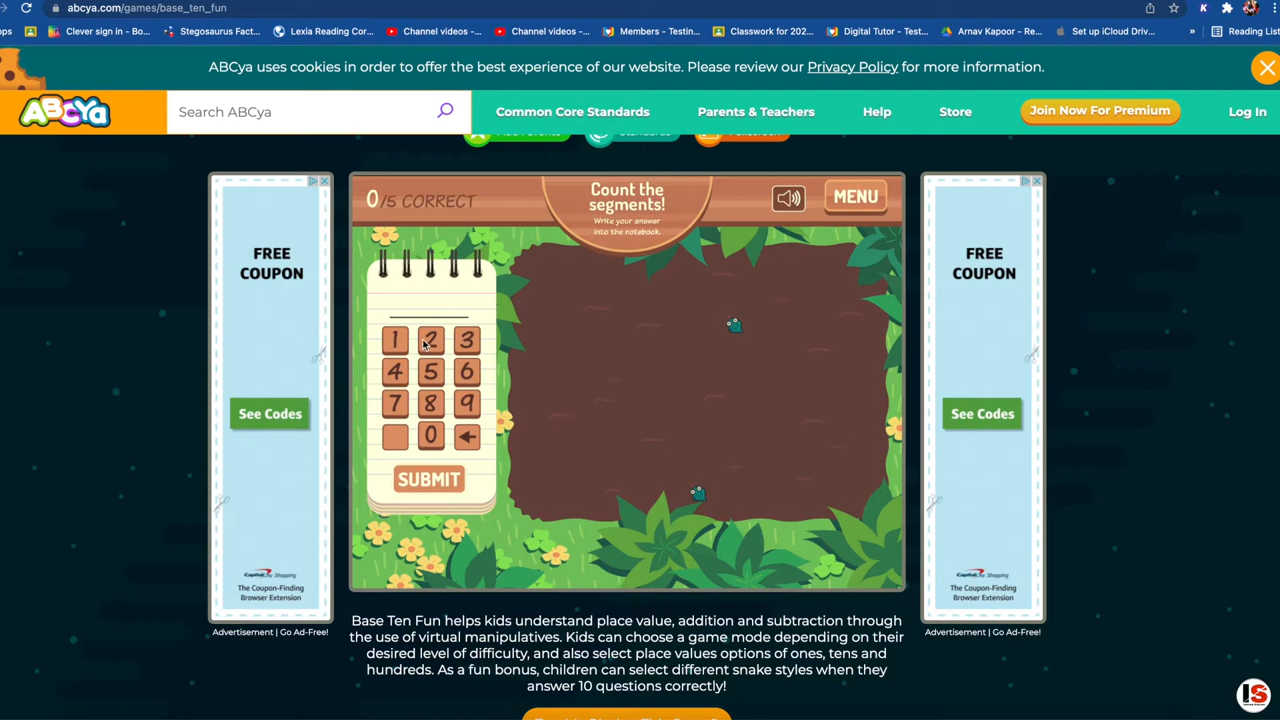 abcya.com/games/base_ten_fun
Clever sign in - Bo... Stegosaurus Fact... Lexia Reading Cor... Channel videos -... Channel videos -... Members - Testin... Classwork for 202... Digital Tutor - Test... Arnav Kapoor - Re... Set up iCloud Driv... » Reading List
ABCya uses cookies in order to offer the best experience of our website. Please review our Privacy Policy for more information.
ABCYa
Search ABCya
Common Core Standards
Parents & Teachers
Help
Store
Join Now For Premium
Log In
FREE
COUPON
See Codes
The Coupon-Finding
Browser Extension
Advertisement | Go Ad-Free!
0/5 CORRECT
Count the
segments!
Write your answer
into the notebook.
MENU
1 2 3
4 5 6
7 8 9
0
SUBMIT
FREE
COUPON
See Codes
The Coupon-Finding
Browser Extension
Advertisement | Go Ad-Free!
Base Ten Fun helps kids understand place value, addition and subtraction through
the use of virtual manipulatives. Kids can choose a game mode depending on their
desired level of difficulty, and also select place values options of ones, tens and
hundreds. As a fun bonus, children can select different snake styles when they
answer 10 questions correctly!
IS